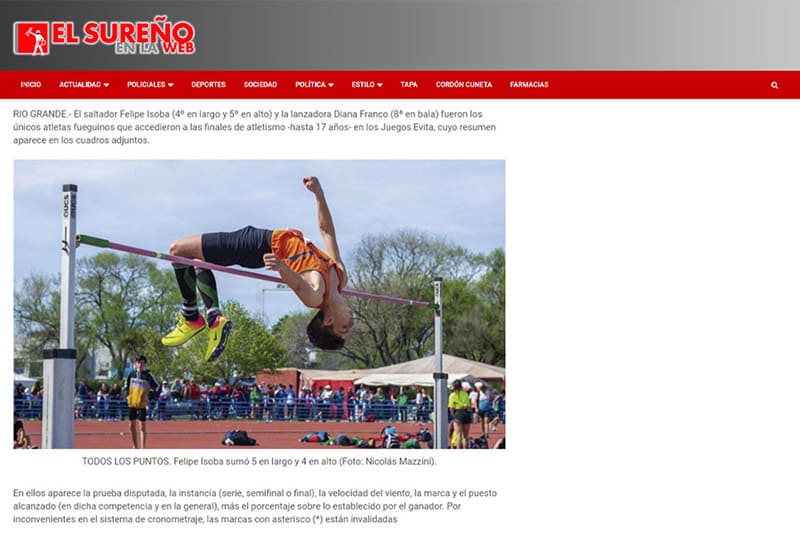 EL SUREÑO
EN LA WEB
INICIO ACTUALIDAD POLICIALES DEPORTES SOCIEDAD POLÍTICA ESTILO TAPA CORDÓN CUNETA FARMACIAS
RIO GRANDE.- El saltador Felipe Isoba (4º en largo y 5º en alto) y la lanzadora Diana Franco (8ª en bala) fueron los
únicos atletas fueguinos que accedieron a las finales de atletismo -hasta 17 años- en los Juegos Evita, cuyo resumen
aparece en los cuadros adjuntos.
TODOS LOS PUNTOS. Felipe Isoba sumó 5 en largo y 4 en alto (Foto: Nicolás Mazzini).
En ellos aparece la prueba disputada, la instancia (serie, semifinal o final), la velocidad del viento, la marca y el puesto
alcanzado (en dicha competencia y en la general), más el porcentaje sobre lo establecido por el ganador. Por
inconvenientes en el sistema de cronometraje, las marcas con asterisco (*) están invalidadas